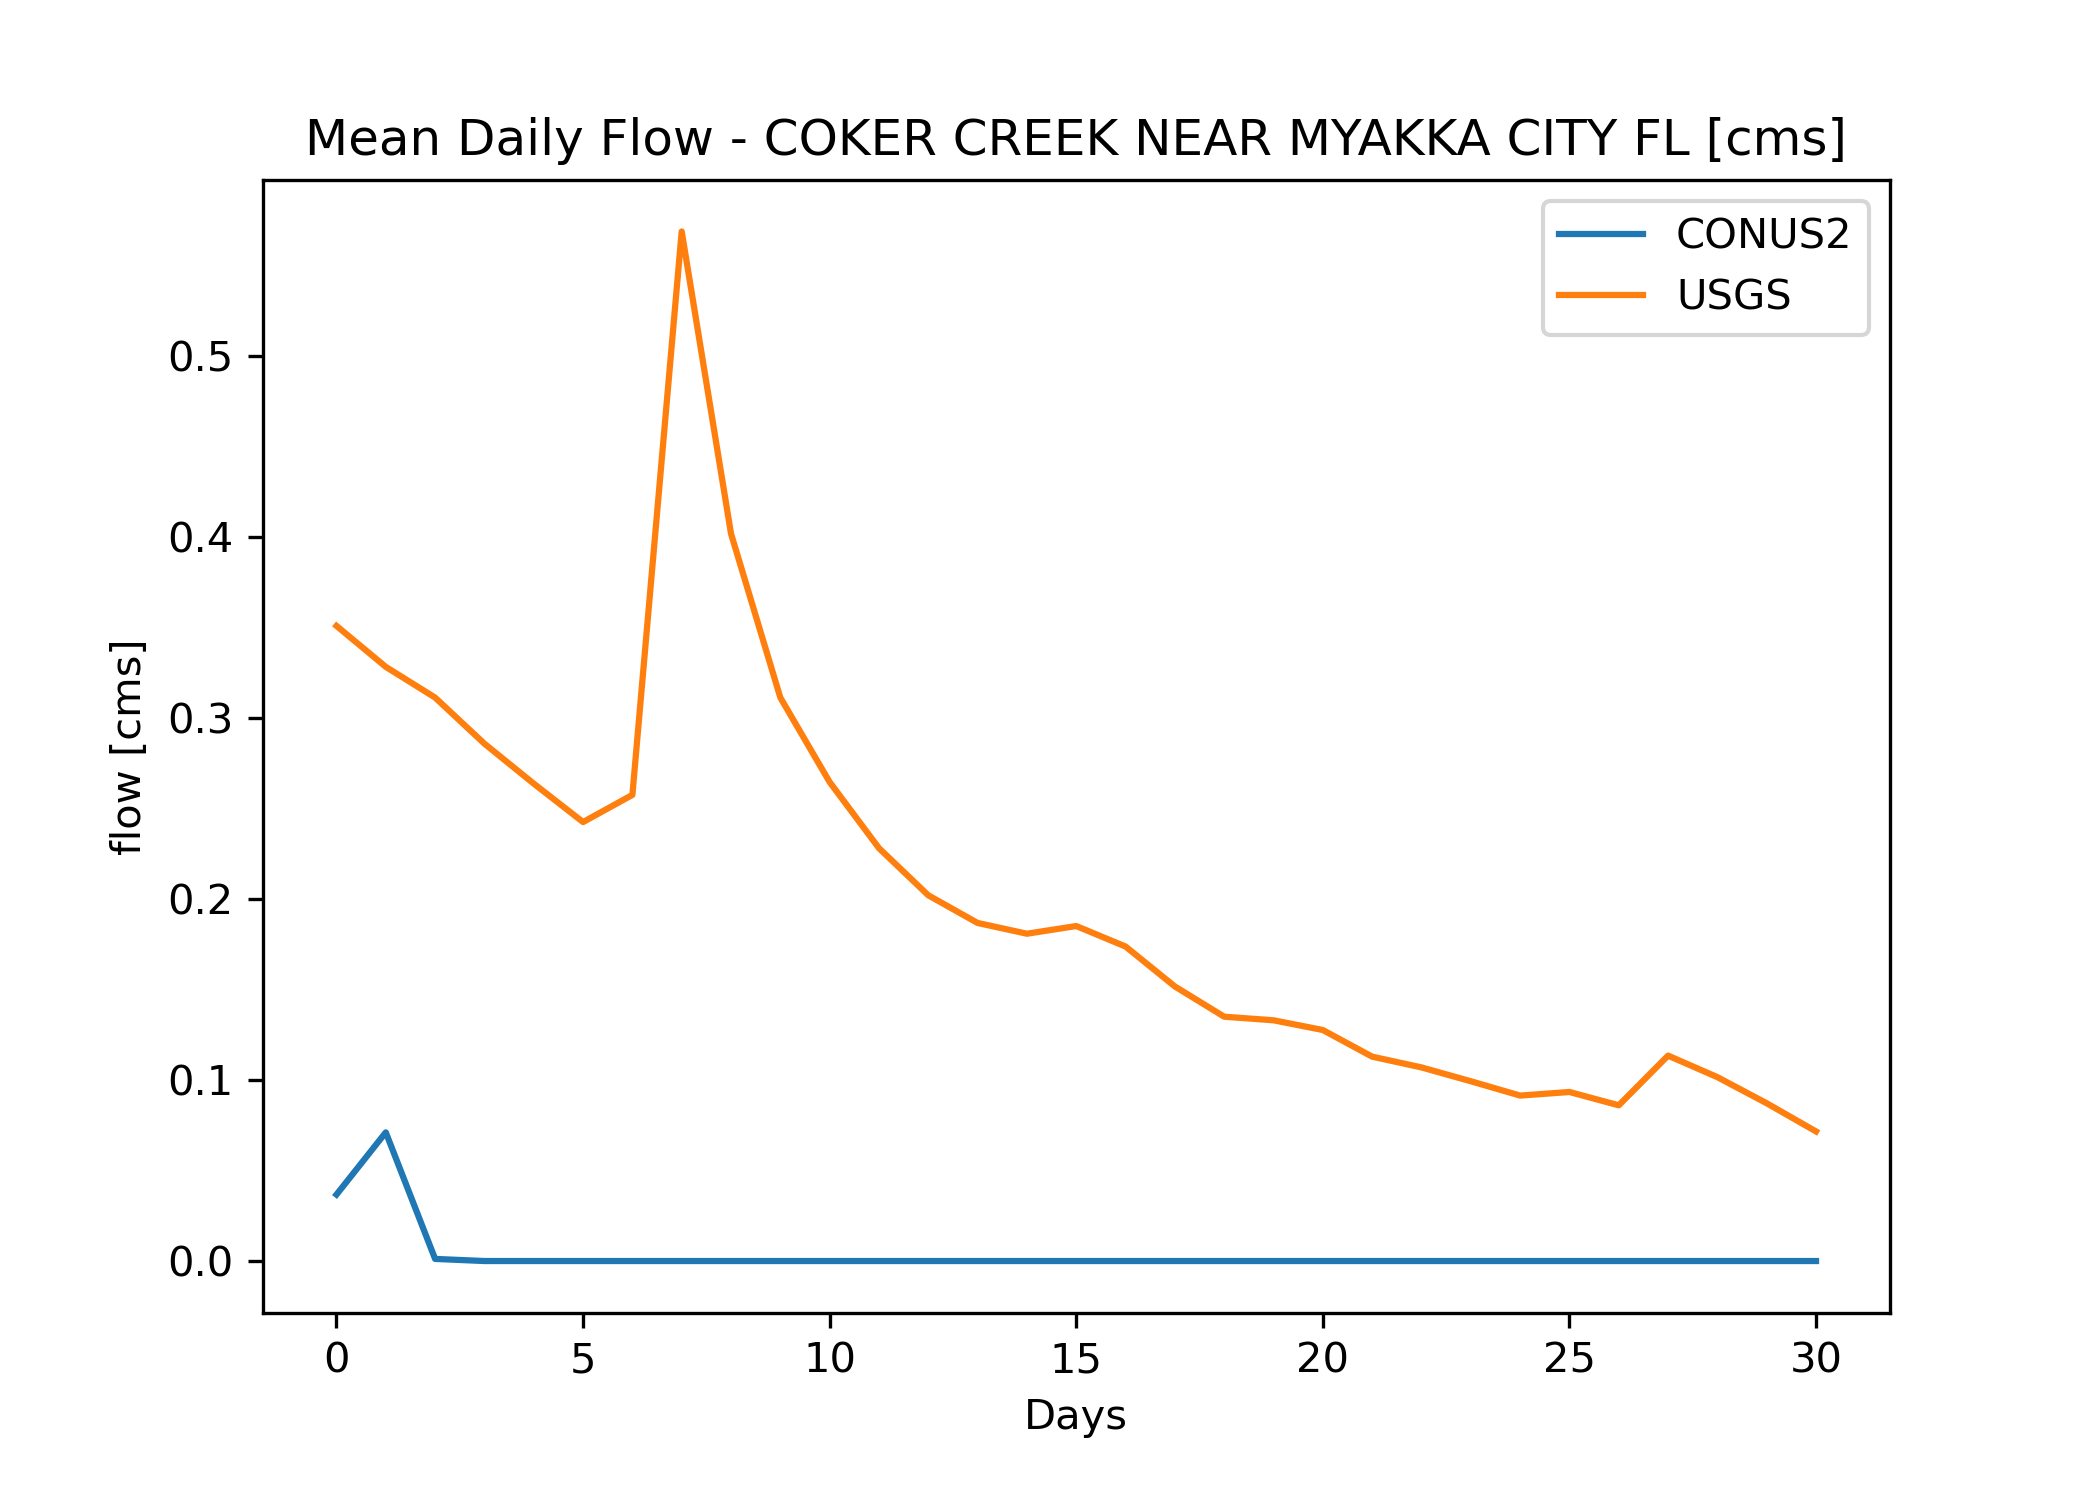 Mean Daily Flow - COKER CREEK NEAR MYAKKA CITY FL [cms]
CONUS2
USGS
0.5
0.4
0.3
0.2
0.1
0.0
flow [cms]
0 5 10 15 20 25 30
Days